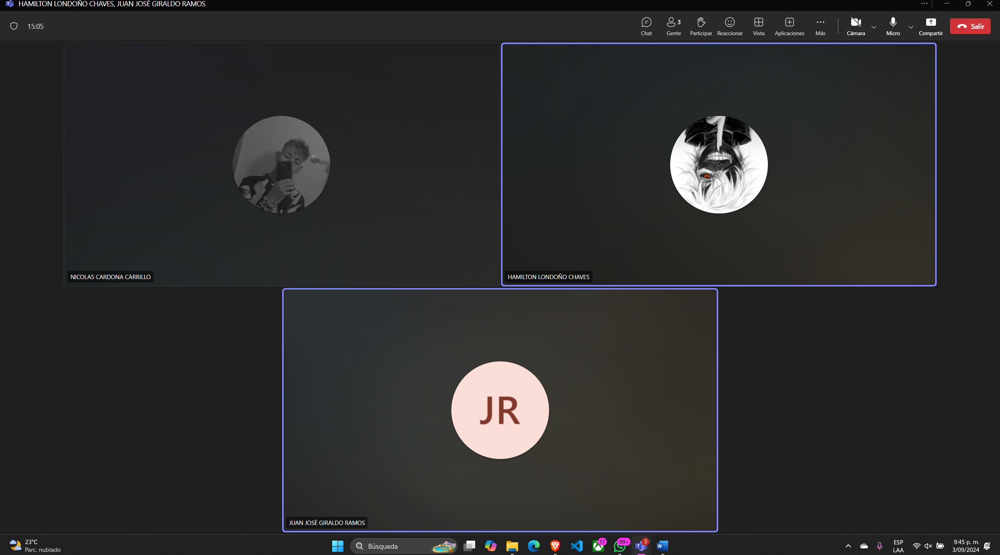 HAMILTON LONDOÑO CHAVES, JUAN JOSÉ GIRALDO RAMOS
15:05
3
Chat
Gente
Participar
Reaccionar
Vista
Aplicaciones
Más
Cámara
Micro
Compartir
Salir
NICOLAS CARDONA CARRILLO
HAMILTON LONDOÑO CHAVES
JR
JUAN JOSÉ GIRALDO RAMOS
23°C
Parc. nublado
Búsqueda
17
99+
3
ESP
LAA
9:45 p. m.
3/09/2024